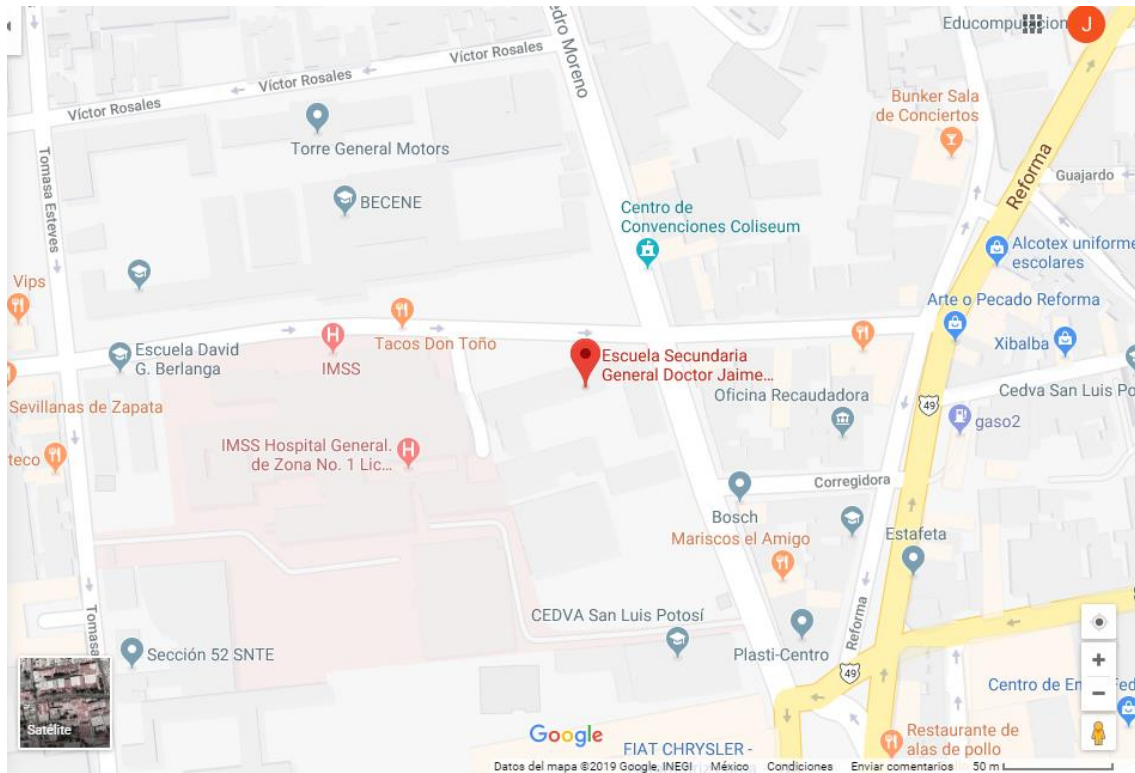 Educomputacion
J
edro Moreno
Víctor Rosales
Víctor Rosales
Víctor Rosales
Bunker Sala
de Conciertos
Torre General Motors
Reforma
Guajardo
Tomasa Esteves
BECENE
Centro de
Convenciones Coliseum
Alcotex uniforme
escolares
Vips
Arte o Pecado Reforma
Tacos Don Toño
Escuela David
G. Berlanga
H
IMSS
Escuela Secundaria
General Doctor Jaime...
Xibalba
Oficina Recaudadora
Cedva San Luis Po
Sevillanas de Zapata
49
gaso2
IMSS Hospital General.
de Zona No. 1 Lic...
H
teco
Corregidora
Bosch
Mariscos el Amigo
Estafeta
Tomasa
CEDVA San Luis Potosí
Reforma
Sección 52 SNTE
Plasti-Centro
49
Satélite
Centro de En
Fed
Google
Restaurante de
alas de pollo
FIAT CHRYSLER -
Datos del mapa ©2019 Google, INEGI México Condiciones Enviar comentarios 50 m